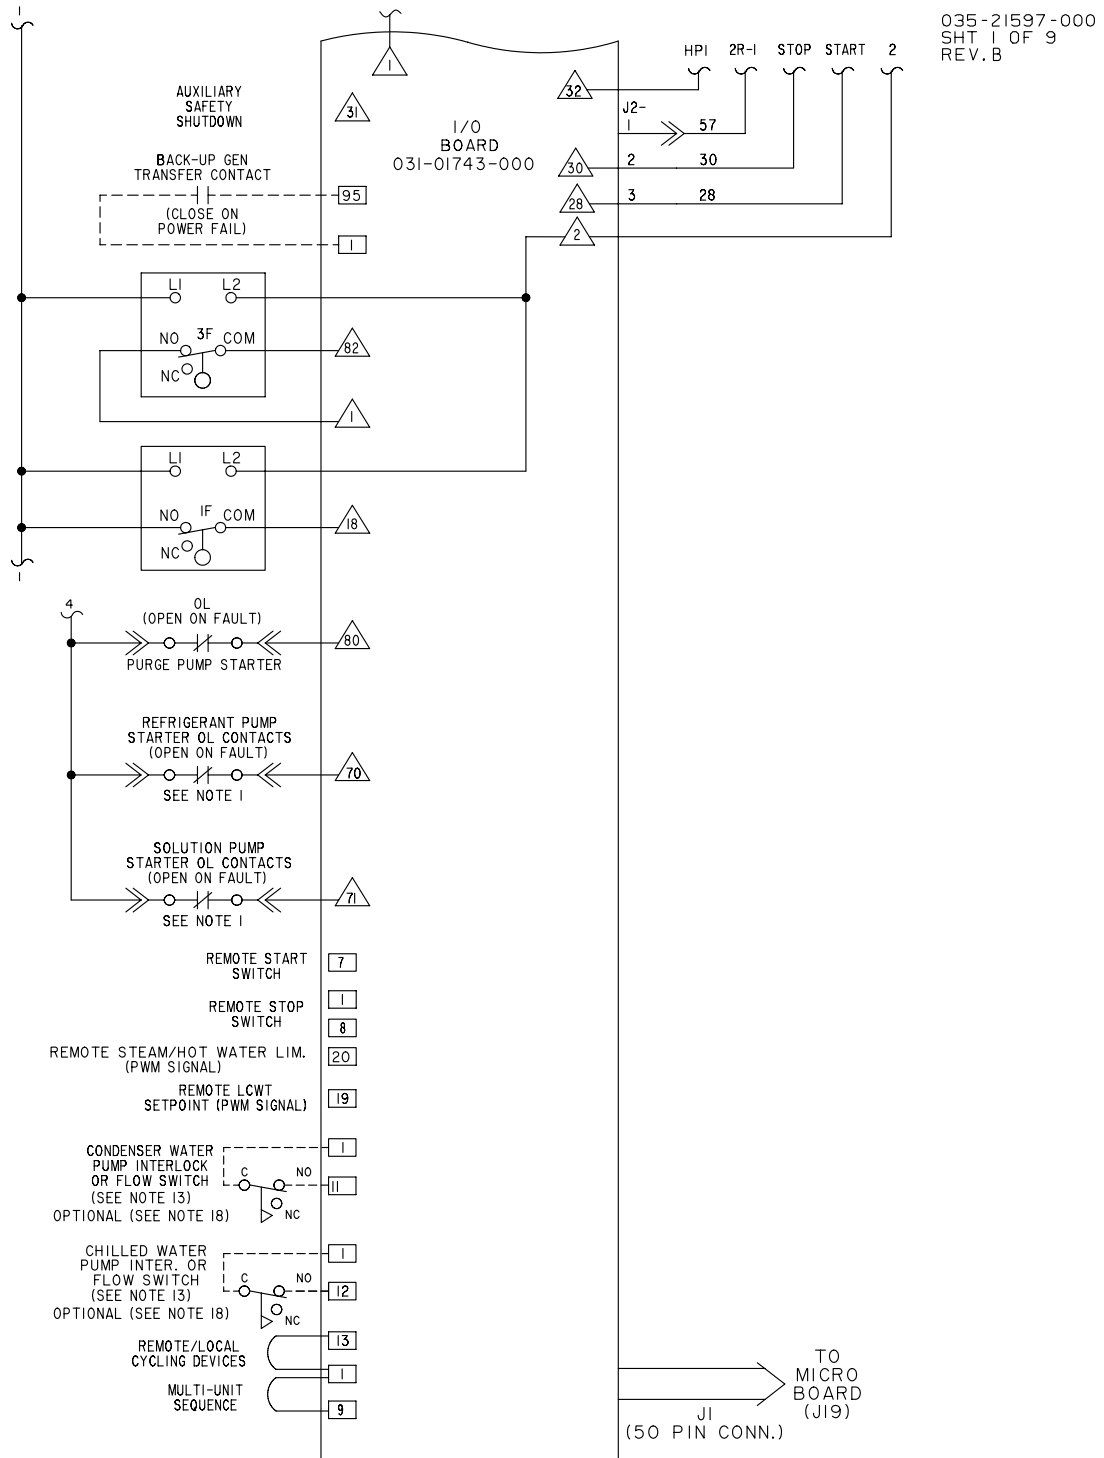 035-21597-000
SHT 1 OF 9
REV. B
1
HP1 2R-1 STOP START 2
1
32
AUXILIARY
SAFETY
SHUTDOWN
31
I/O
BOARD
031-01743-000
J2-
1 57
BACK-UP GEN
TRANSFER CONTACT
30 2 30
95
28 3 28
(CLOSE ON
POWER FAIL)
2
1
L1 L2
NO 3F COM
82
NC
1
L1 L2
NO 1F COM
18
NC
1
4
OL
(OPEN ON FAULT)
80
PURGE PUMP STARTER
REFRIGERANT PUMP
STARTER OL CONTACTS
(OPEN ON FAULT)
70
SEE NOTE 1
SOLUTION PUMP
STARTER OL CONTACTS
(OPEN ON FAULT)
71
SEE NOTE 1
REMOTE START
SWITCH
7
1
REMOTE STOP
SWITCH
8
REMOTE STEAM/HOT WATER LIM.
(PWM SIGNAL)
20
REMOTE LCWT
SETPOINT (PWM SIGNAL)
19
1
CONDENSER WATER
PUMP INTERLOCK
OR FLOW SWITCH
(SEE NOTE 13)
OPTIONAL (SEE NOTE 18)
C NO
11
NC
1
CHILLED WATER
PUMP INTER. OR
FLOW SWITCH
(SEE NOTE 13)
OPTIONAL (SEE NOTE 18)
C NO
12
NC
13
REMOTE/LOCAL
CYCLING DEVICES
1
MULTI-UNIT
SEQUENCE
9
TO
MICRO
BOARD
(J19)
J1
(50 PIN CONN.)